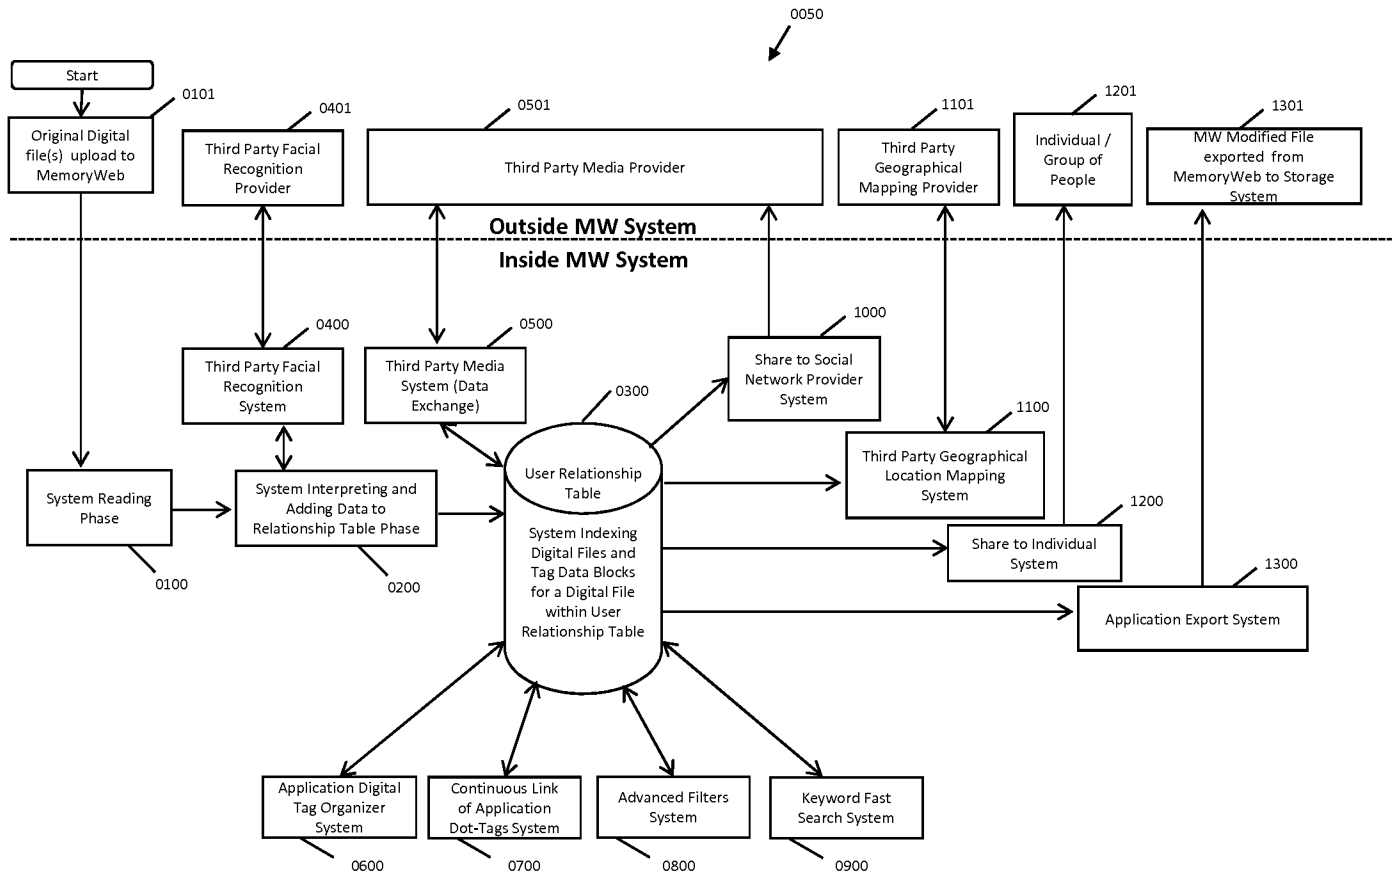 0050
Start
0101
0401
0501
1101
1201
1301
Original Digital
file(s) upload to
MemoryWeb
Third Party Facial
Recognition
Provider
Third Party Media Provider
Third Party
Geographical
Mapping Provider
Individual /
Group of
People
MW Modified File
exported from
MemoryWeb to Storage
System
Outside MW System
Inside MW System
0400
0500
1000
Third Party Facial
Recognition
System
Third Party Media
System (Data
Exchange)
Share to Social
Network Provider
System
0300
1100
User Relationship
Table
Third Party Geographical
Location Mapping
System
System Reading
Phase
System Interpreting and
Adding Data to
Relationship Table Phase
1200
System Indexing
Digital Files and
Tag Data Blocks
for a Digital File
within User
Relationship Table
Share to Individual
System
0100
0200
1300
Application Export System
Application Digital
Tag Organizer
System
Continuous Link
of Application
Dot-Tags System
Advanced Filters
System
Keyword Fast
Search System
0600
0700
0800
0900